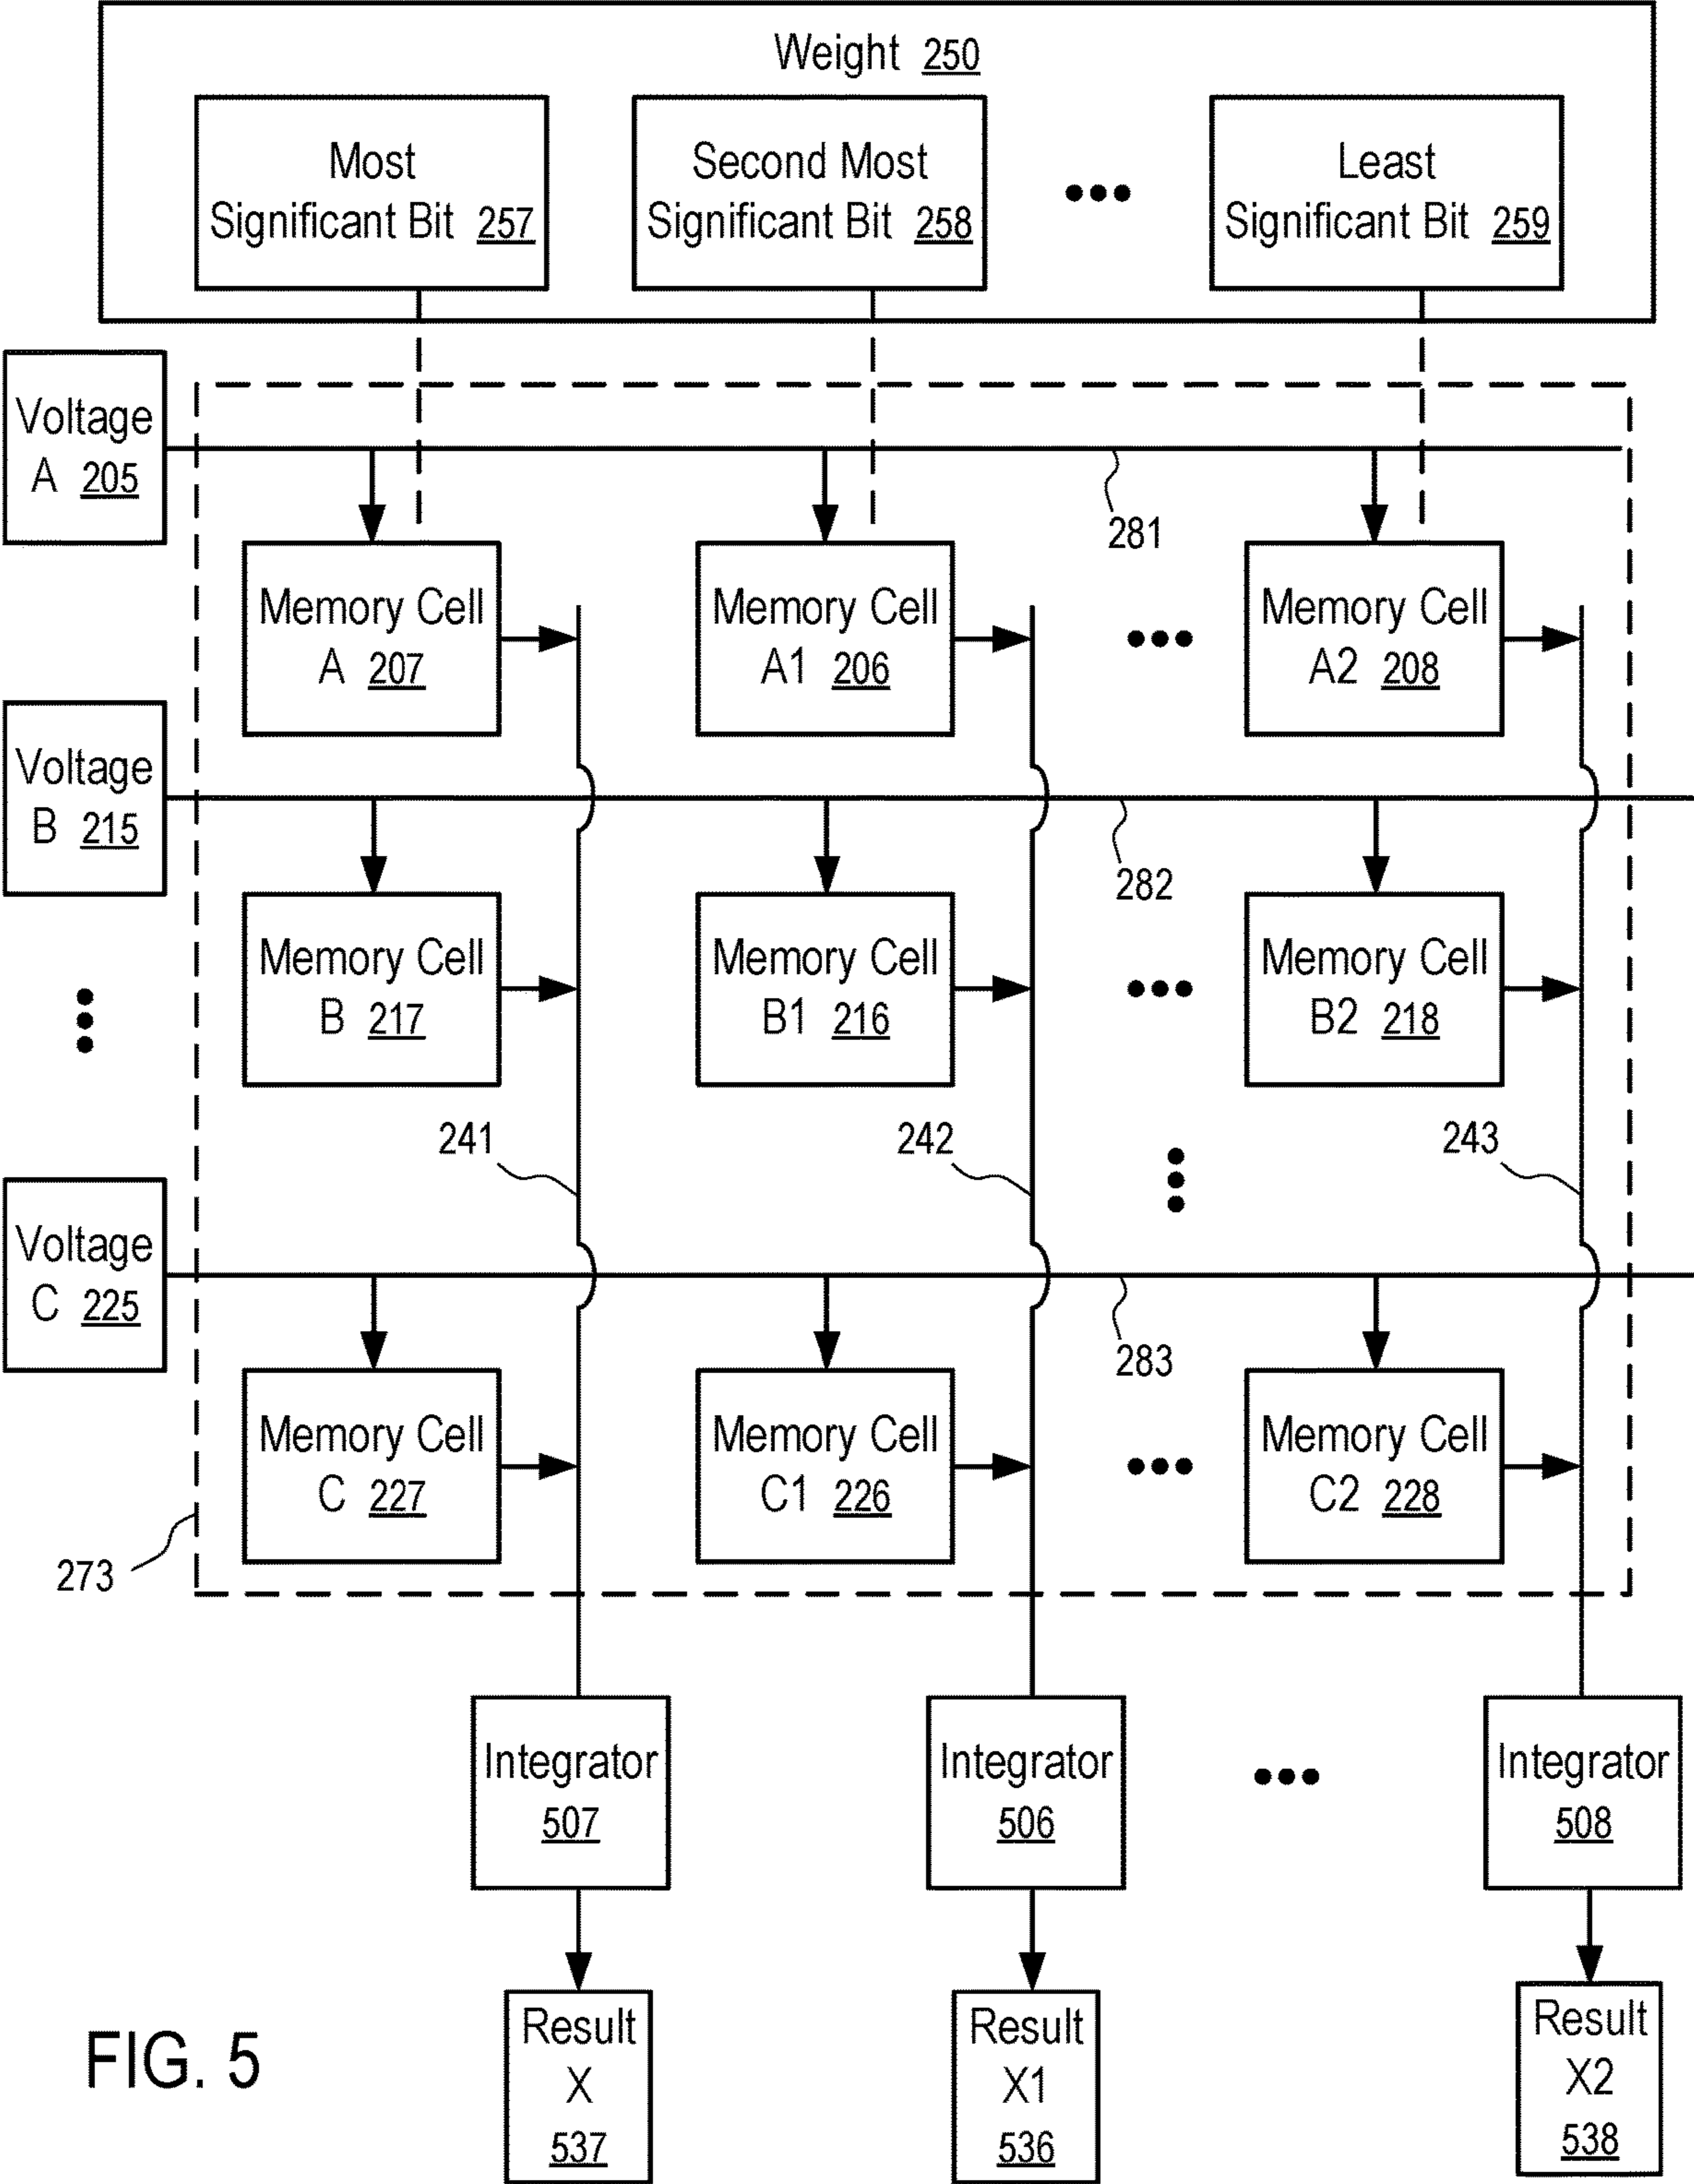 Weight 250
Most
Significant Bit 257
Second Most
Significant Bit 258
Least
Significant Bit 259
Voltage
A 205
281
Memory Cell
A 207
Memory Cell
A1 206
Memory Cell
A2 208
Voltage
B 215
282
Memory Cell
B 217
Memory Cell
B1 216
Memory Cell
B2 218
241
242
243
Voltage
C 225
283
Memory Cell
C 227
Memory Cell
C1 226
Memory Cell
C2 228
273
Integrator
507
Integrator
506
Integrator
508
Result
X
537
Result
X1
536
Result
X2
538
FIG. 5